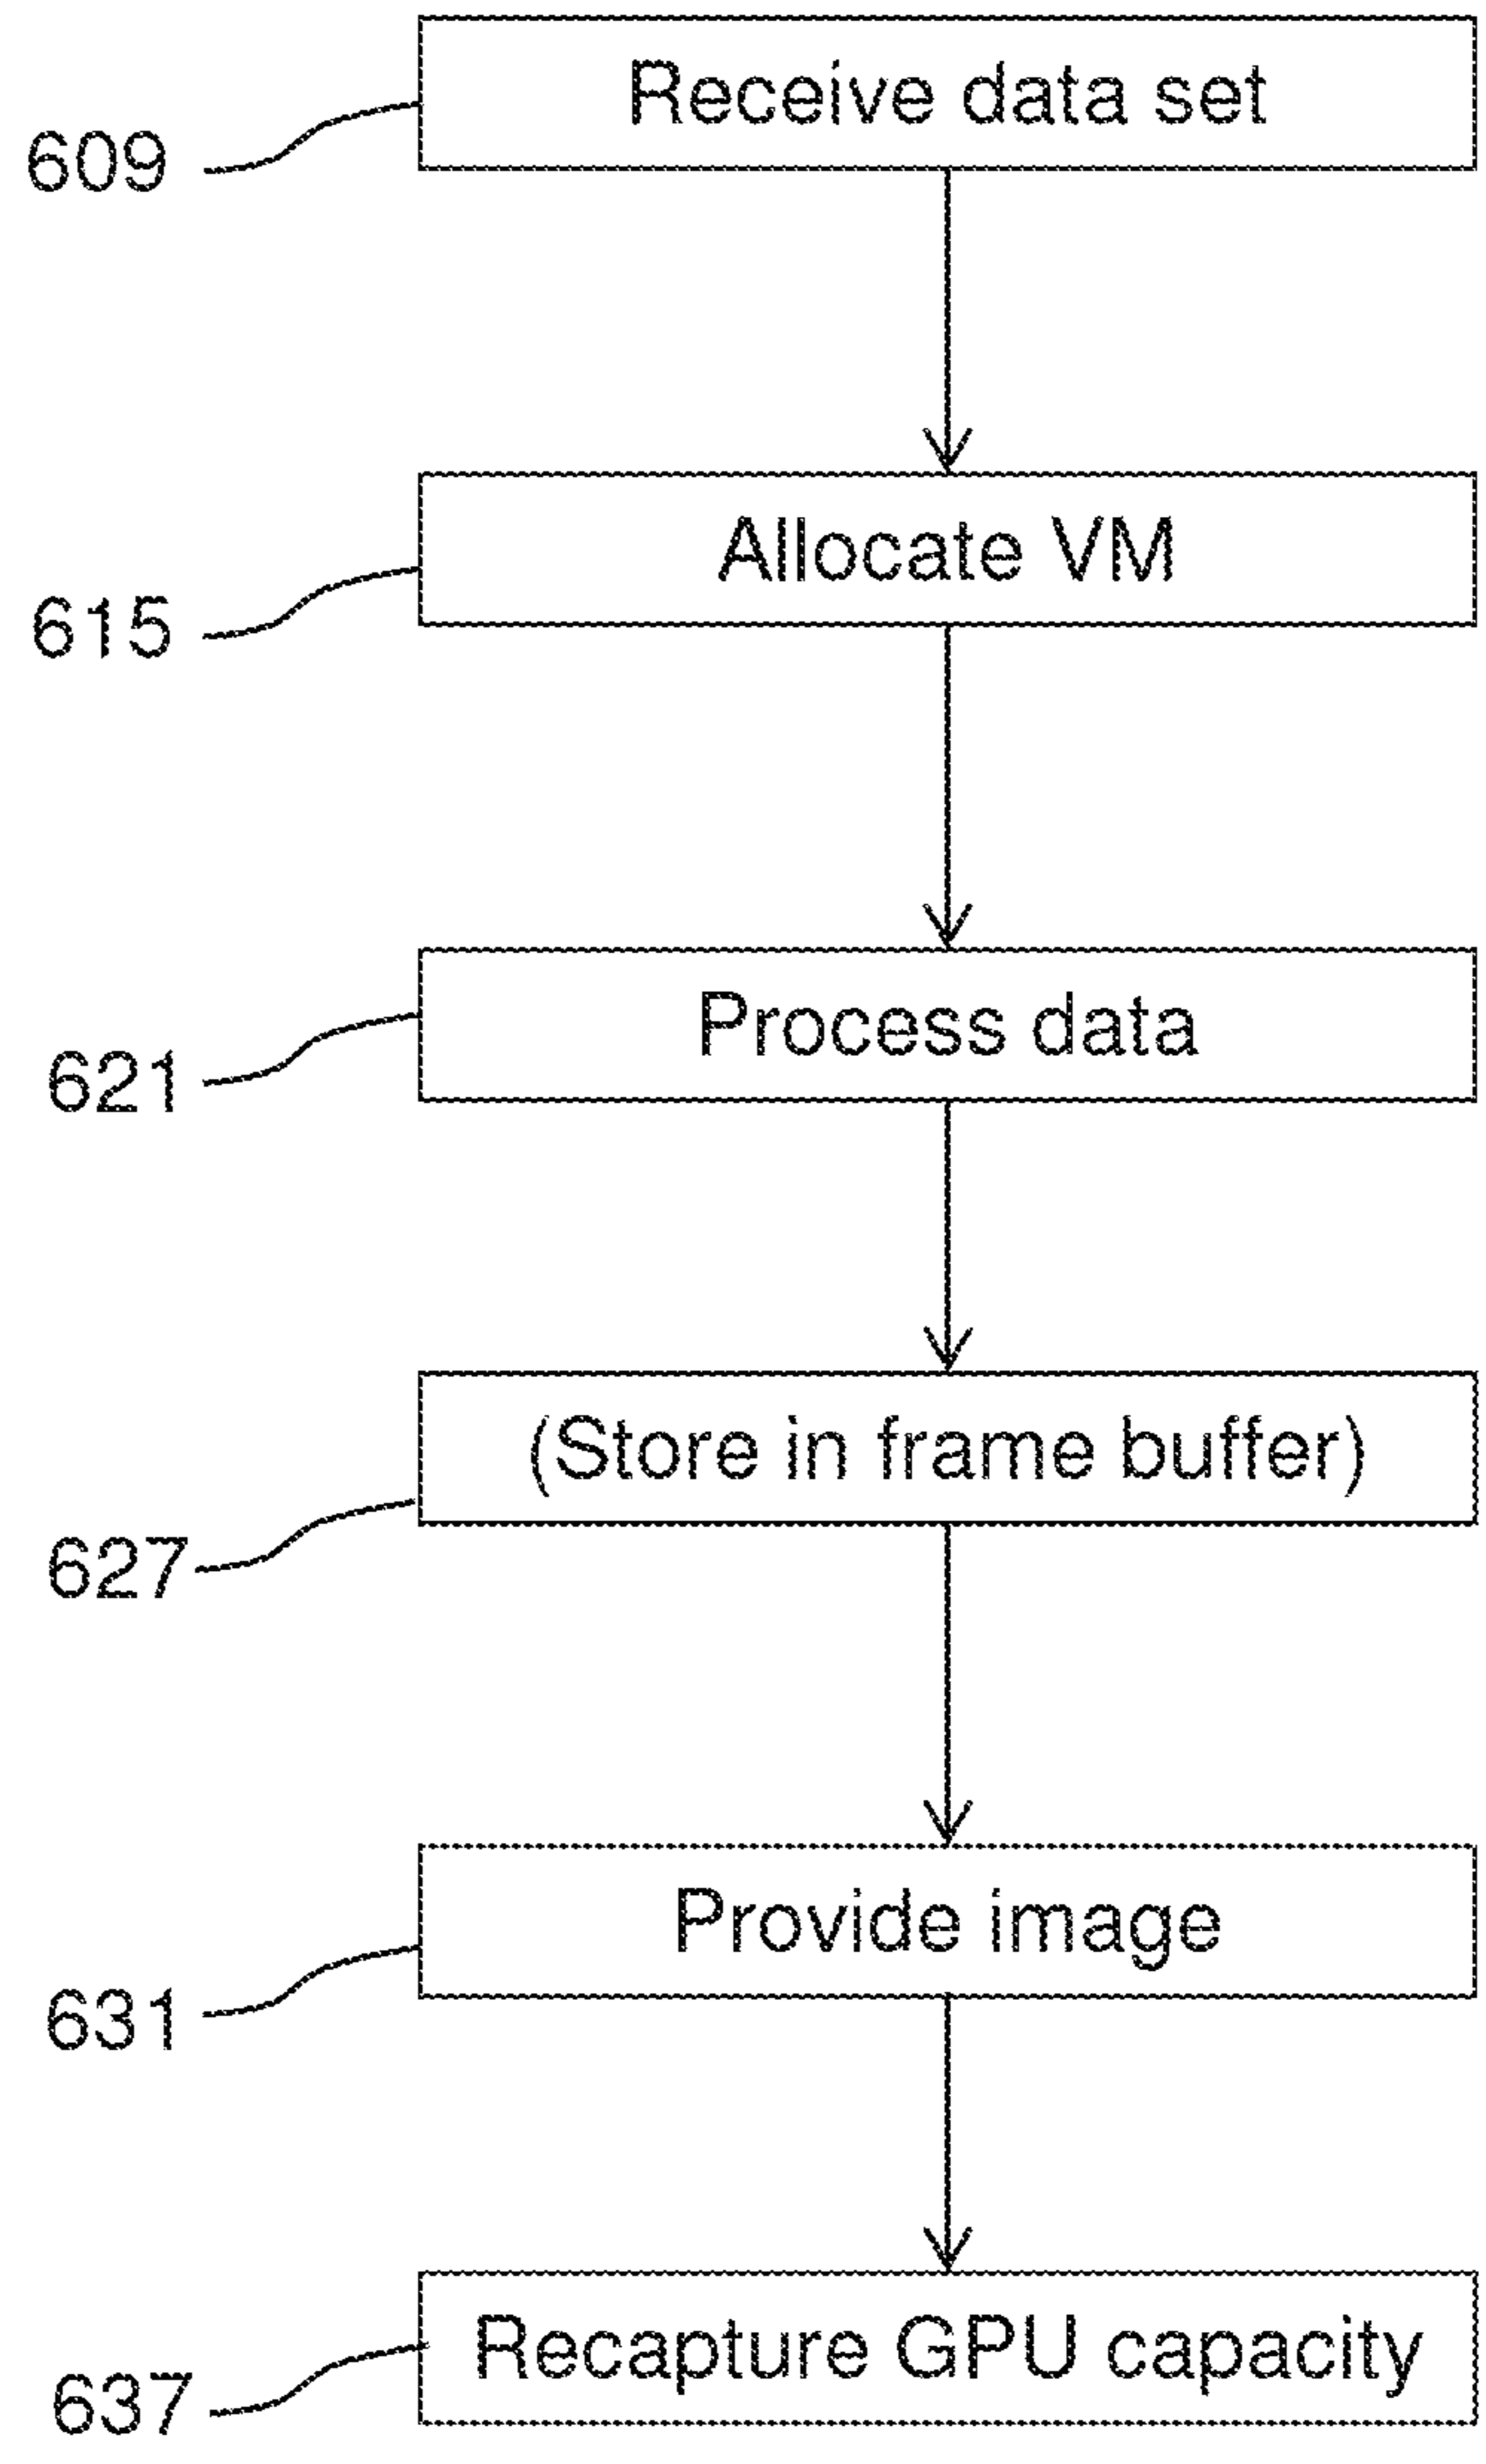 Receive data set
609
Allocate VM
615
Process data
621
(Store in frame buffer)
627
Provide image
631
Recapture GPU capacity
637